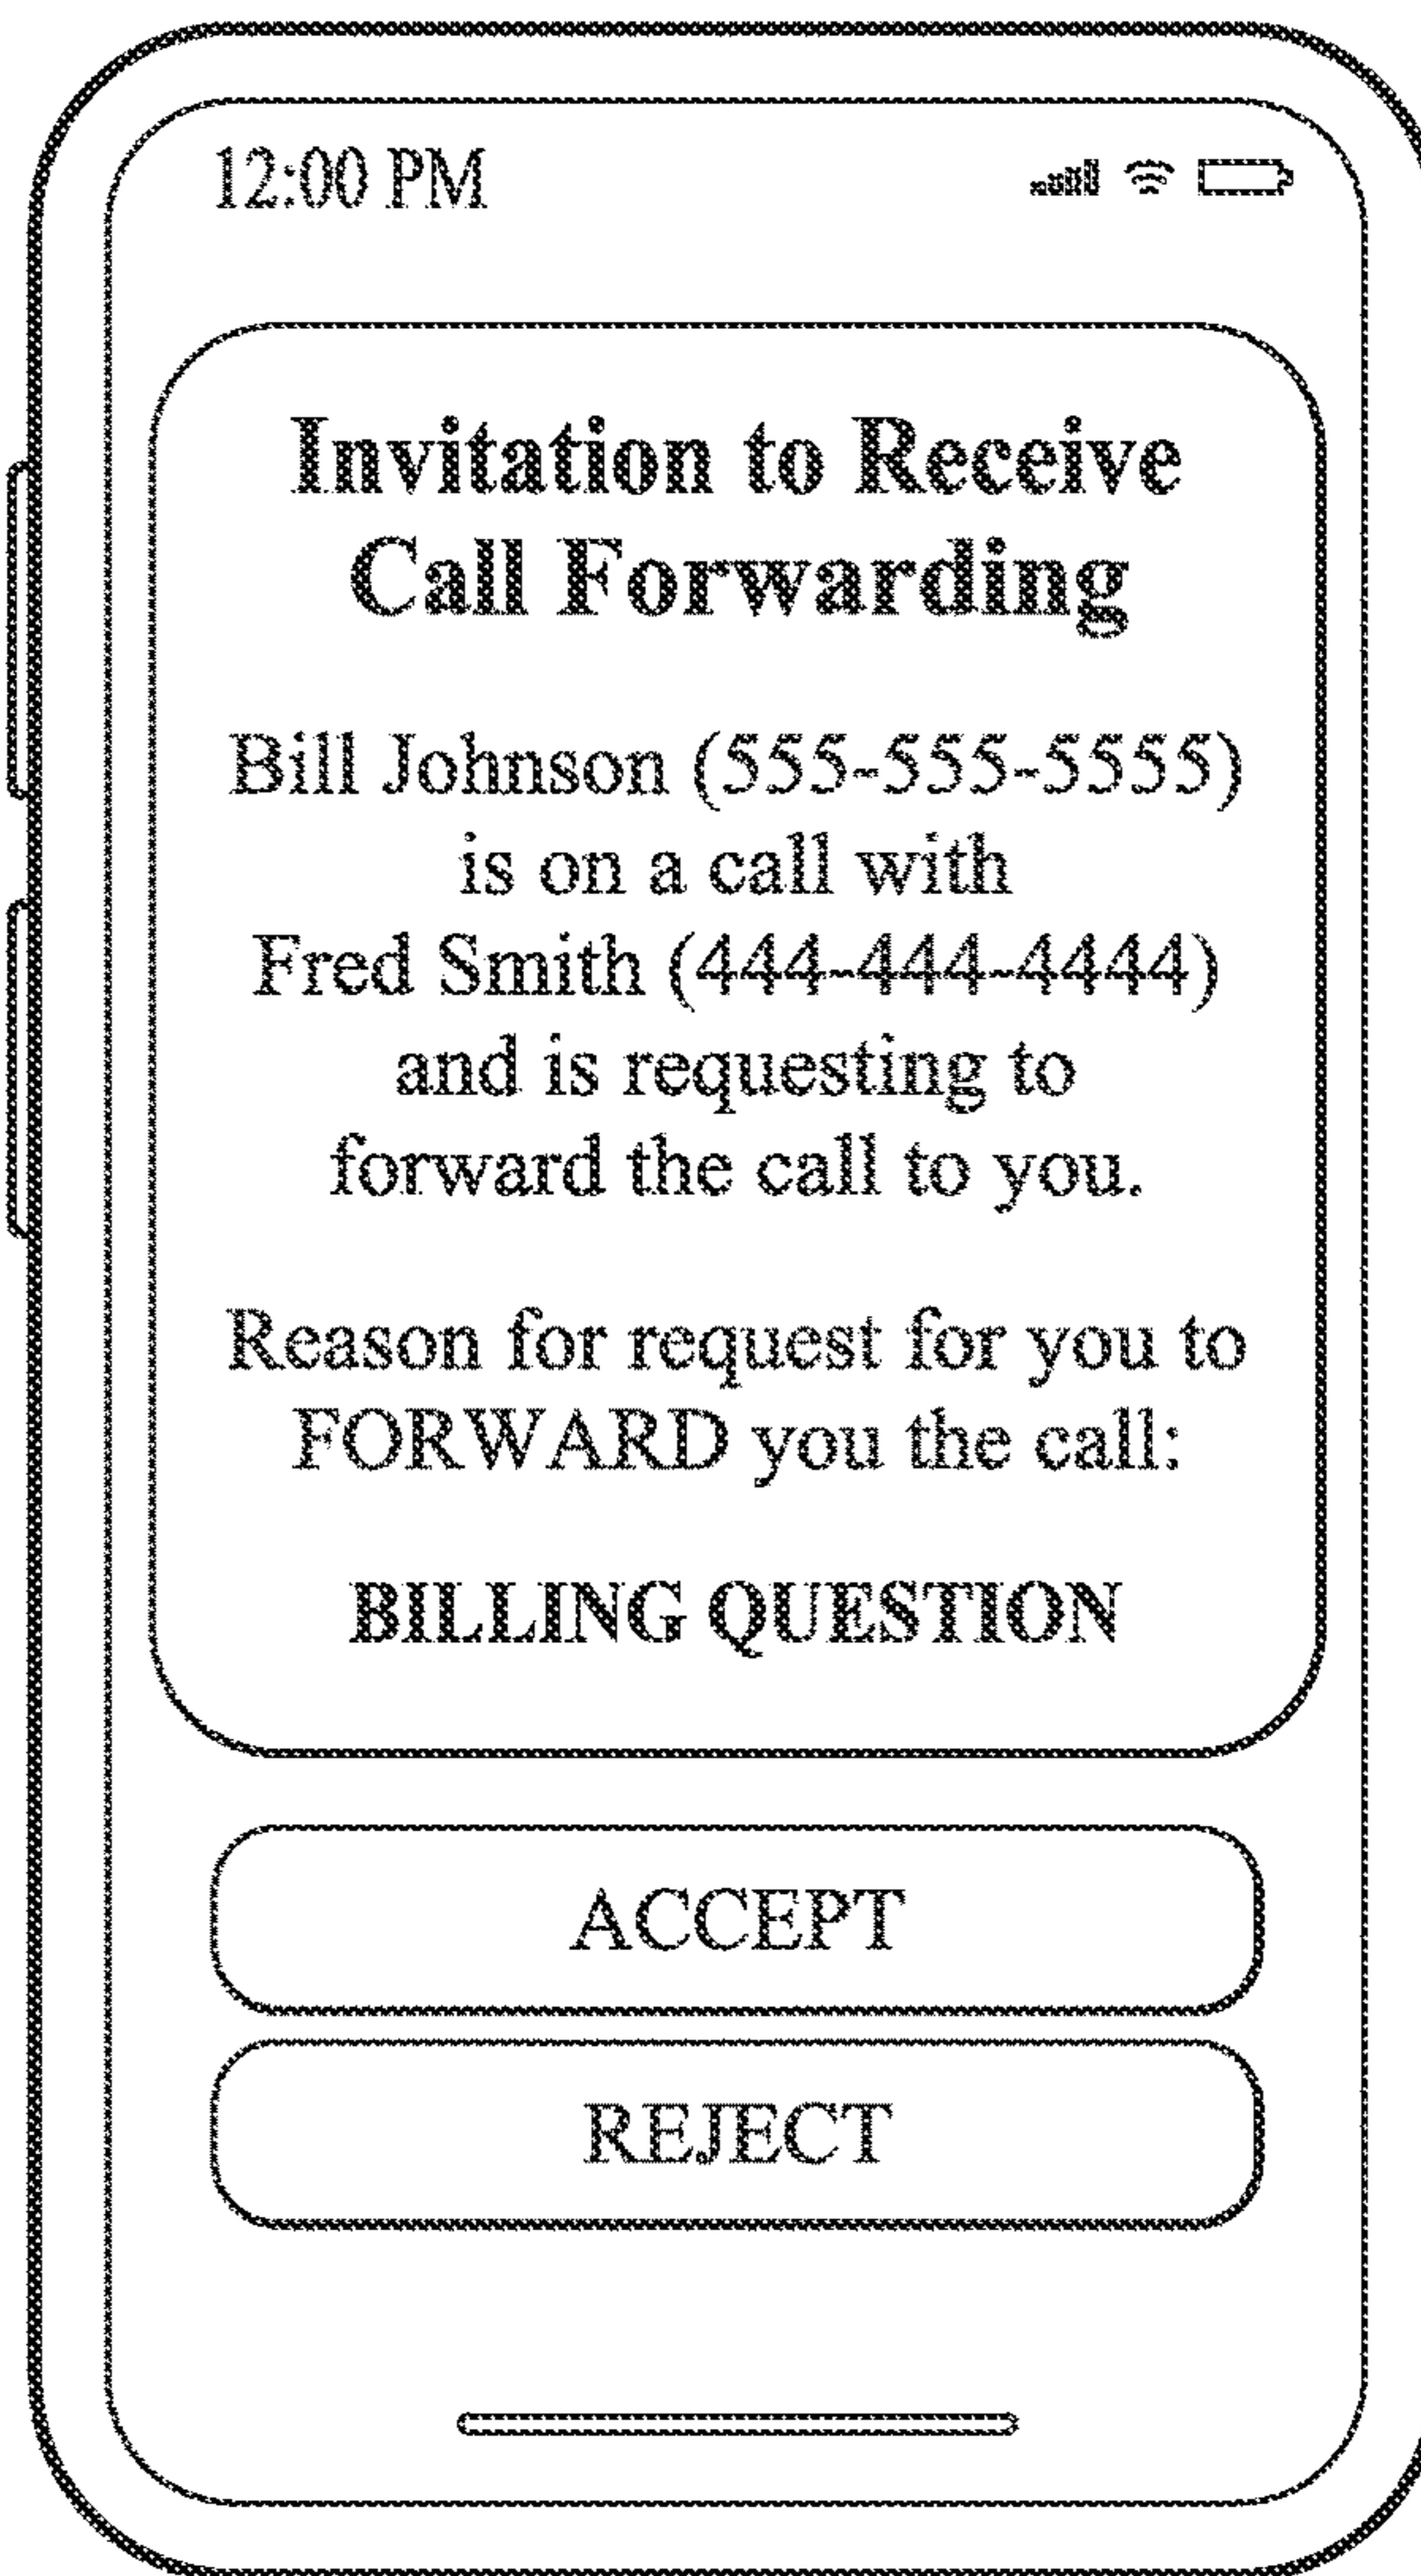 12:00 PM
Invitation to Receive
Call Forwarding
Bill Johnson (555-555-5555)
is on a call with
Fred Smith (444-444-4444)
and is requesting to
forward the call to you.
Reason for request for you to
FORWARD you the call:
BILLING QUESTION
ACCEPT
REJECT